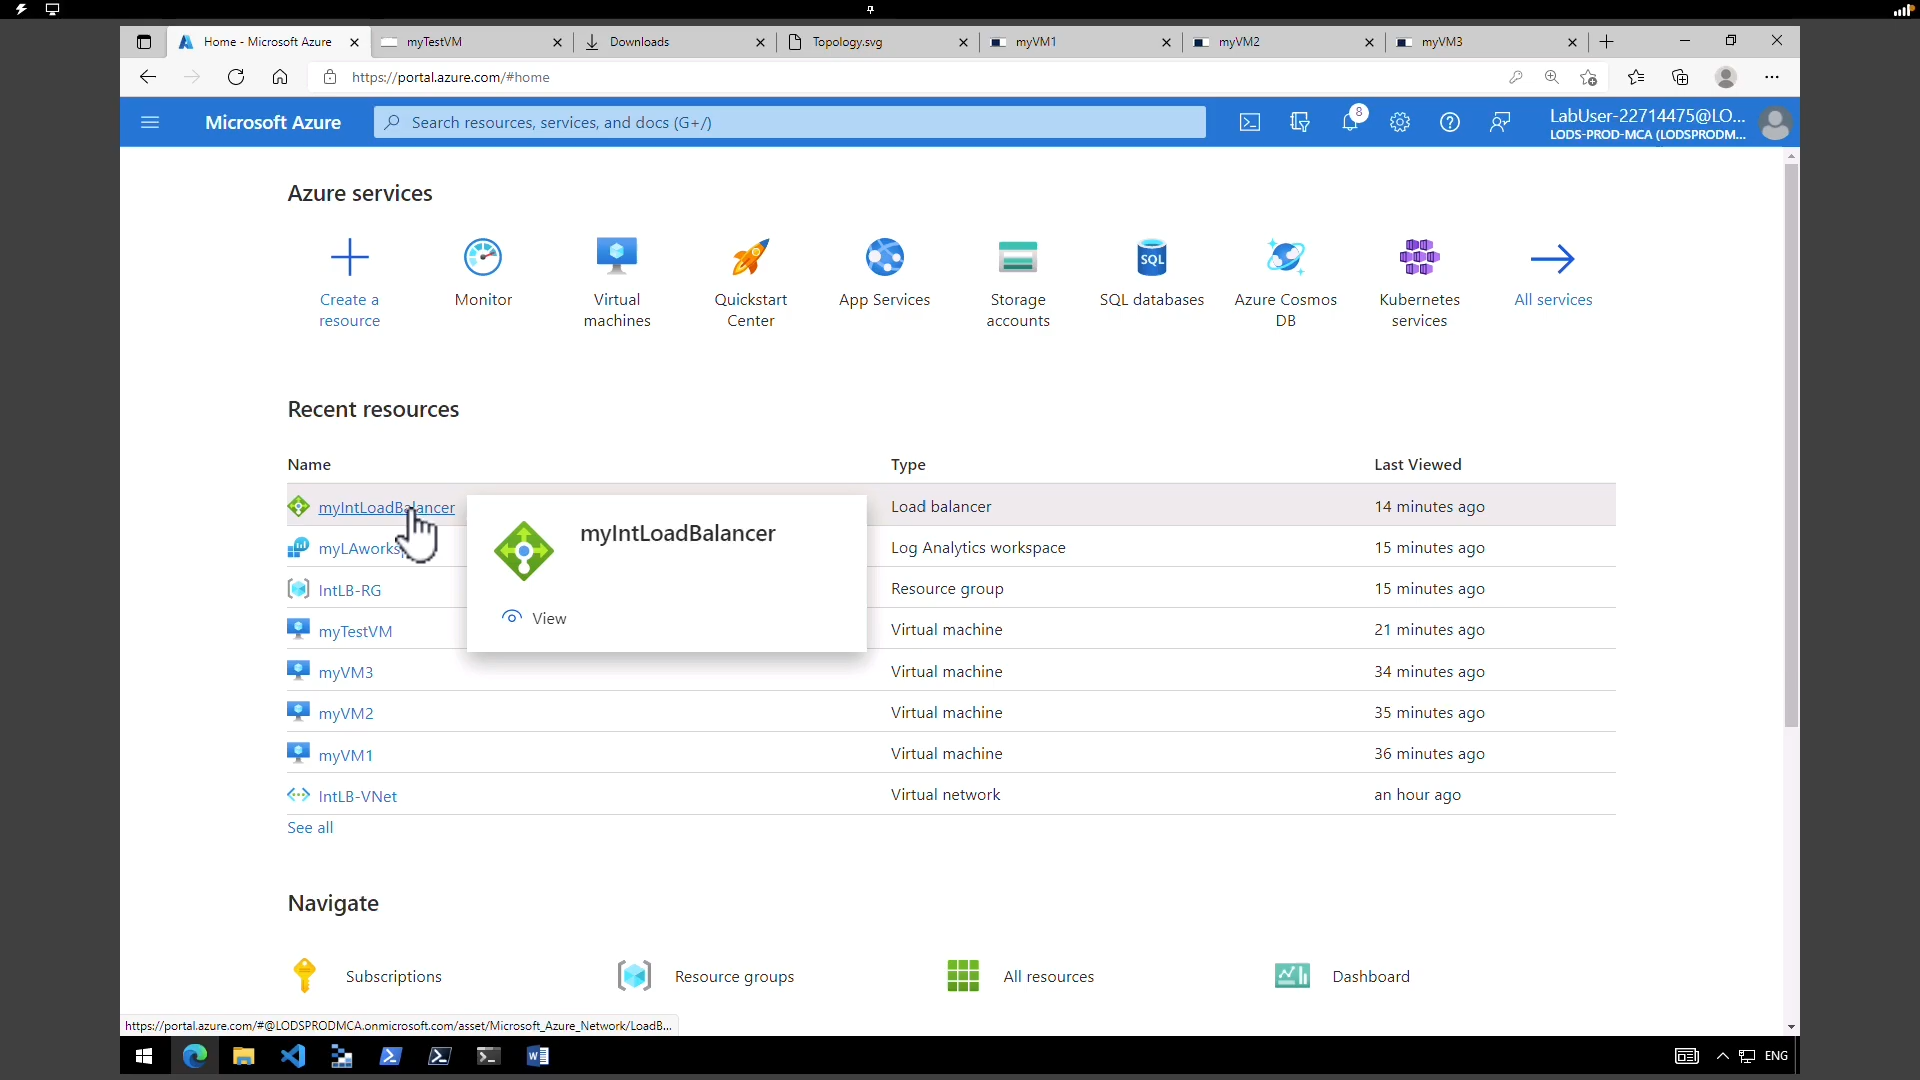 Home - Microsoft Azure
myTestVM
Downloads
Topology.svg
myVM1
myVM2
myVM3
https://portal.azure.com/#home
Microsoft Azure
Search resources, services, and docs (G+/)
8
LabUser-22714475@LO...
LODS-PROD-MCA (LODSPRODM...
Azure services
Create a
resource
Monitor
Virtual
machines
Quickstart
Center
App Services
Storage
accounts
SQL
SQL databases
Azure Cosmos
DB
Kubernetes
services
All services
Recent resources
Name
Type
Last Viewed
myIntLoadBalancer
Load balancer
14 minutes ago
myIntLoadBalancer
View
Log Analytics workspace
15 minutes ago
IntLB-RG
Resource group
15 minutes ago
myTestVM
Virtual machine
21 minutes ago
myVM3
Virtual machine
34 minutes ago
myVM2
Virtual machine
35 minutes ago
myVM1
Virtual machine
36 minutes ago
IntLB-VNet
Virtual network
an hour ago
See all
Navigate
Subscriptions
Resource groups
All resources
Dashboard
https://portal.azure.com/#@LODSPRODMCA.onmicrosoft.com/asset/Microsoft_Azure_Network/LoadB...
ENG